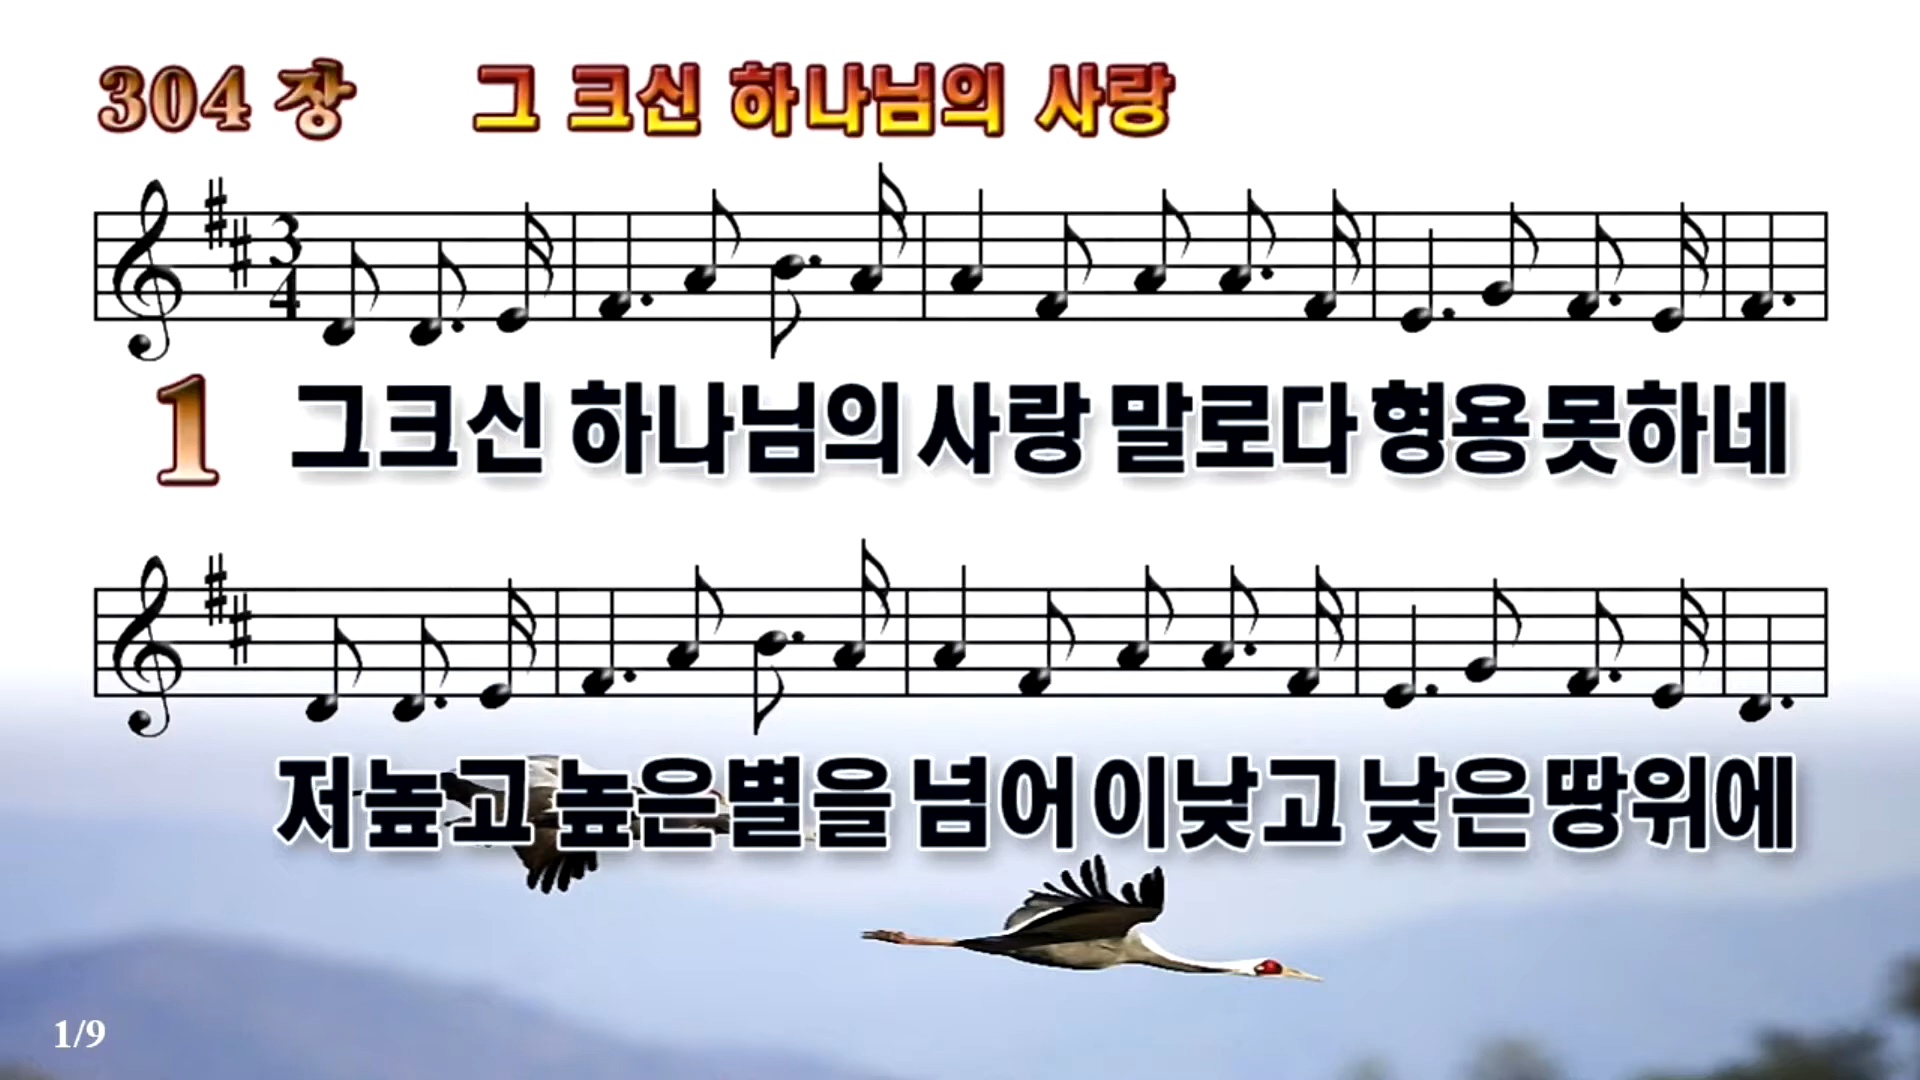 304 장 그 크신 하나님의 사랑
1 그크신 하나님의 사랑 말로다 형용못하네
저높고 높은별을 넘어 이낮고 낮은땅위에
1/9